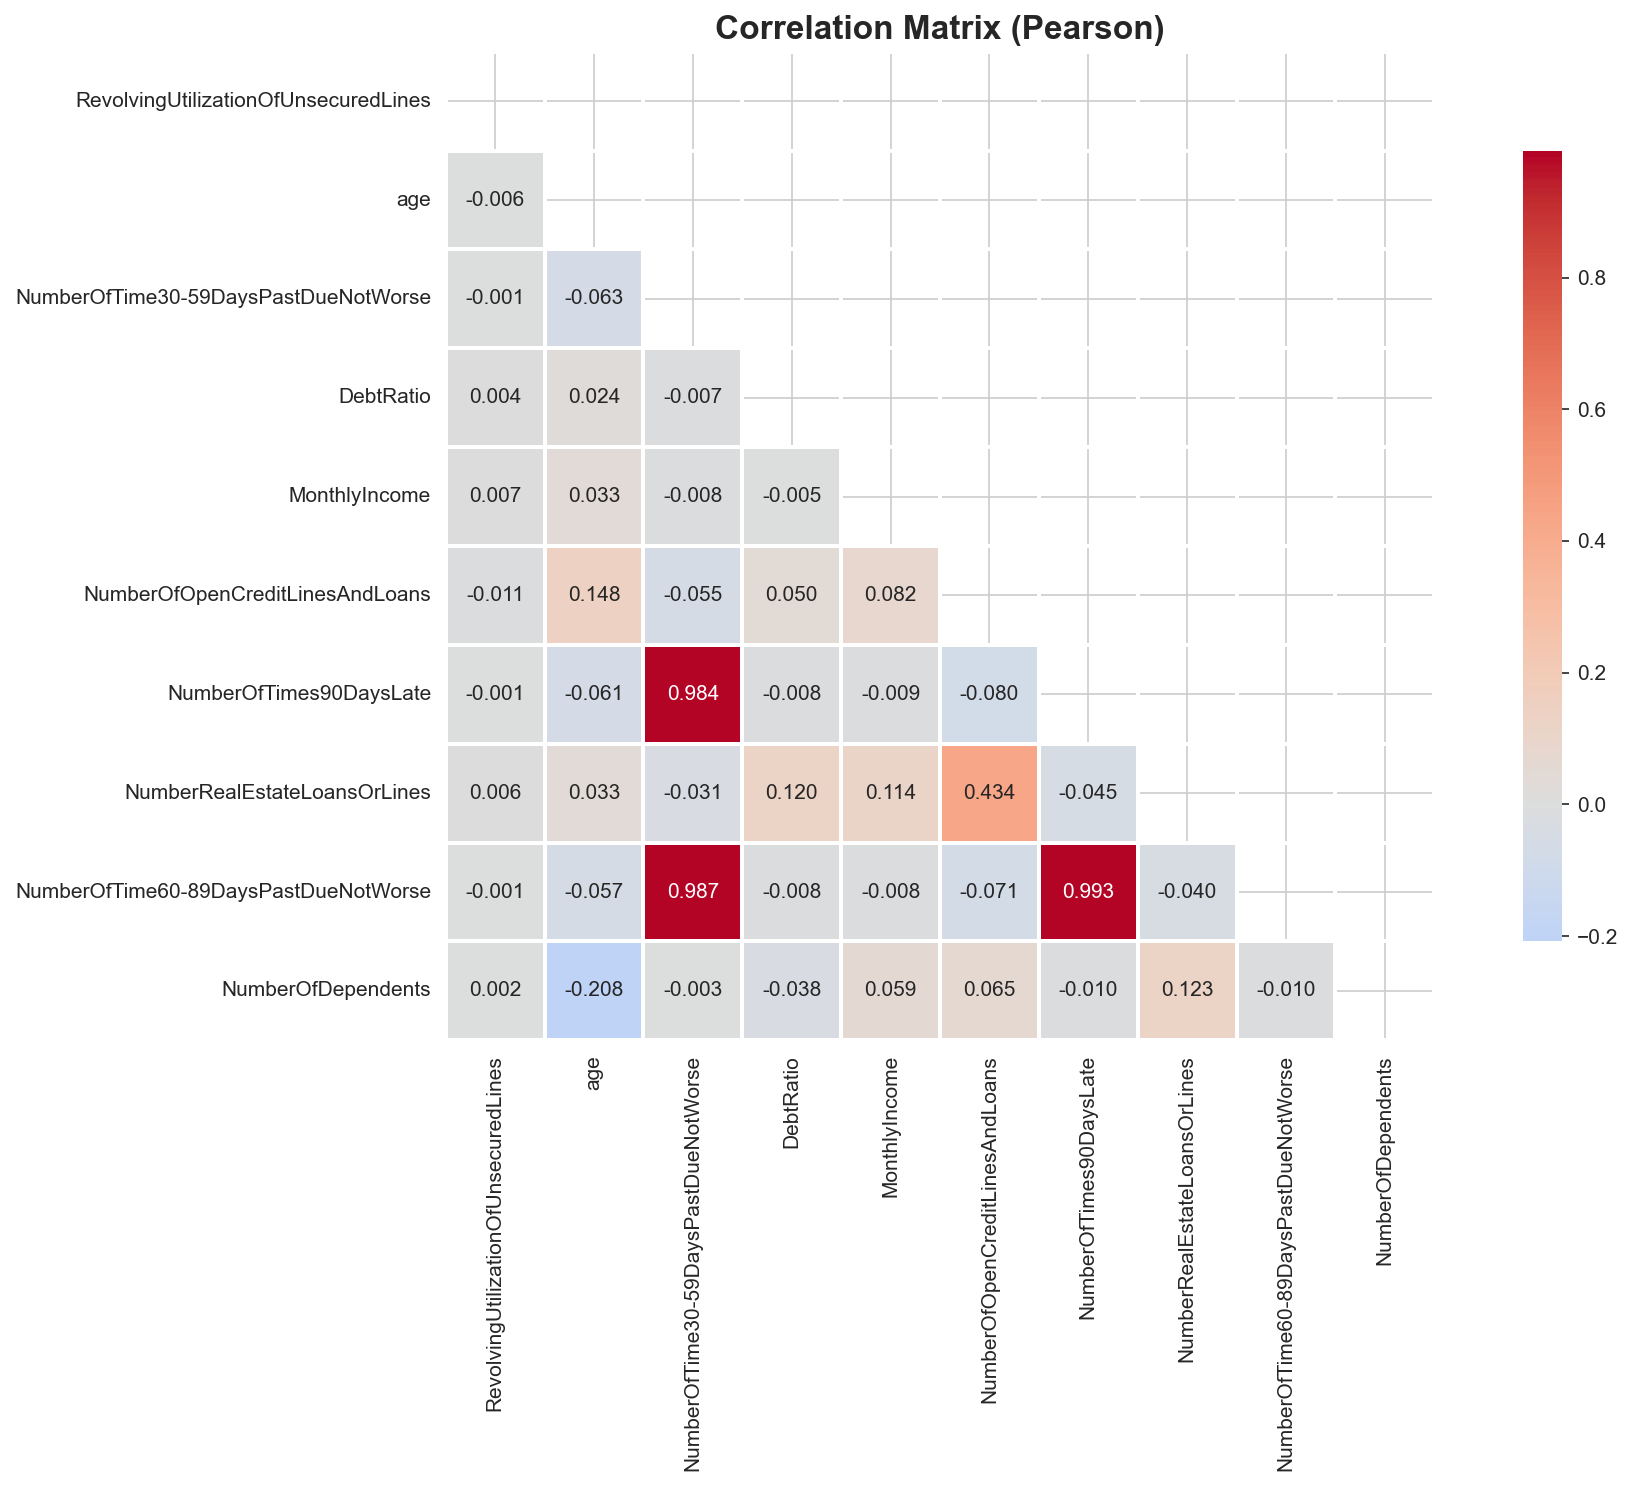 Correlation Matrix (Pearson)
RevolvingUtilizationOfUnsecuredLines
age -0.006
NumberOfTime30-59DaysPastDueNotWorse -0.001 -0.063
DebtRatio 0.004 0.024 -0.007
MonthlyIncome 0.007 0.033 -0.008 -0.005
NumberOfOpenCreditLinesAndLoans -0.011 0.148 -0.055 0.050 0.082
NumberOfTimes90DaysLate -0.001 -0.061 0.984 -0.008 -0.009 -0.080
NumberRealEstateLoansOrLines 0.006 0.033 -0.031 0.120 0.114 0.434 -0.045
NumberOfTime60-89DaysPastDueNotWorse -0.001 -0.057 0.987 -0.008 -0.008 -0.071 0.993 -0.040
NumberOfDependents 0.002 -0.208 -0.003 -0.038 0.059 0.065 -0.010 0.123 -0.010
RevolvingUtilizationOfUnsecuredLines
age
NumberOfTime30-59DaysPastDueNotWorse
DebtRatio
MonthlyIncome
NumberOfOpenCreditLinesAndLoans
NumberOfTimes90DaysLate
NumberRealEstateLoansOrLines
NumberOfTime60-89DaysPastDueNotWorse
NumberOfDependents
0.8
0.6
0.4
0.2
0.0
−0.2